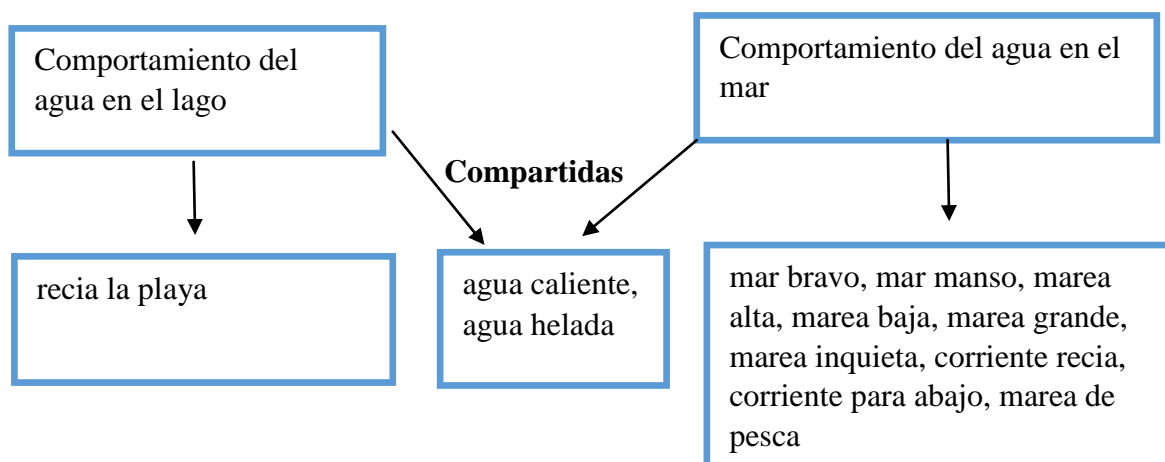 Comportamiento del
agua en el lago
Comportamiento del agua en el
mar
Compartidas
recia la playa
agua caliente,
agua helada
mar bravo, mar manso, marea
alta, marea baja, marea grande,
marea inquieta, corriente recia,
corriente para abajo, marea de
pesca